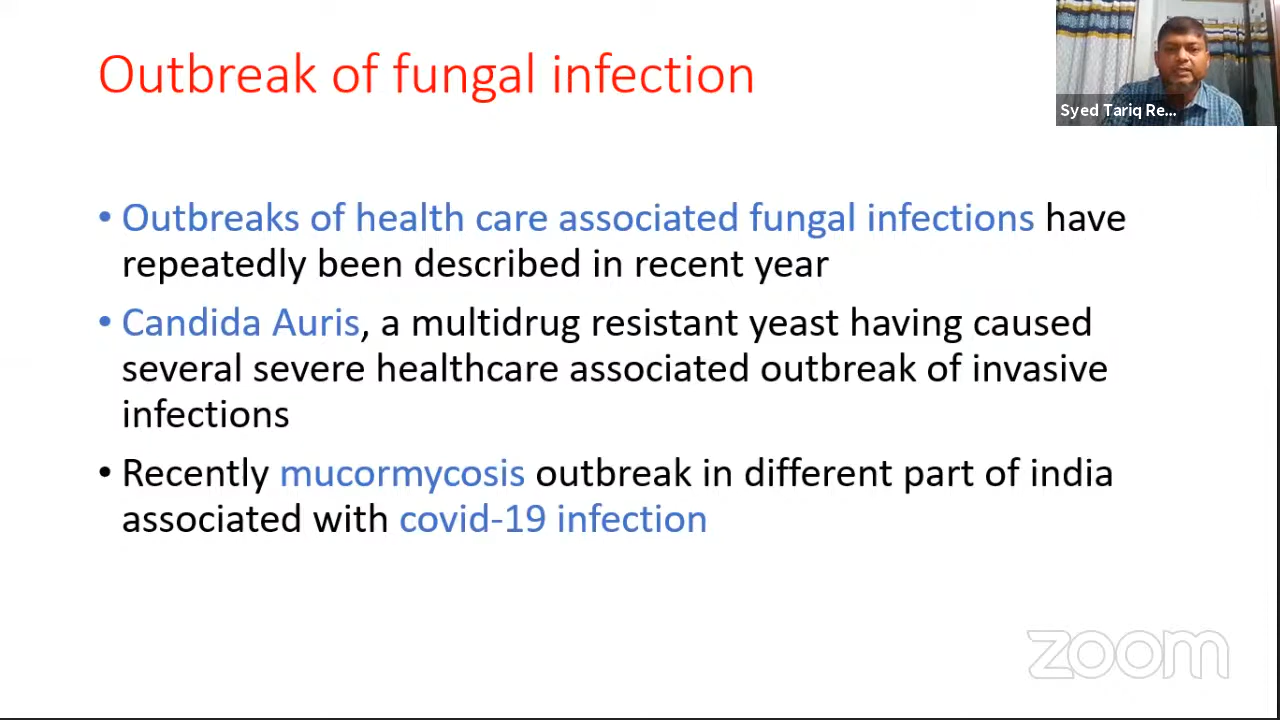 Outbreak of fungal infection
Syed Tariq Re...
• Outbreaks of health care associated fungal infections have
repeatedly been described in recent year
• Candida Auris, a multidrug resistant yeast having caused
several severe healthcare associated outbreak of invasive
infections
• Recently mucormycosis outbreak in different part of india
associated with covid-19 infection
zoom